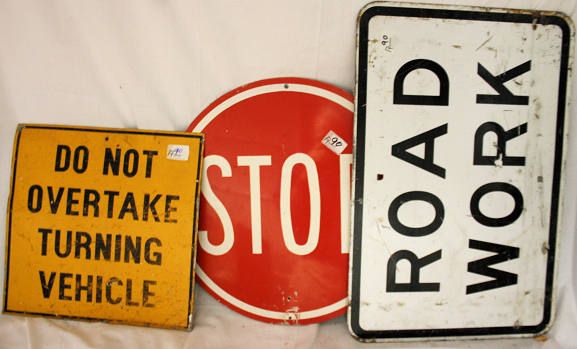 DO NOT
OVERTAKE
TURNING
VEHICLE
STO
ROAD
WORK